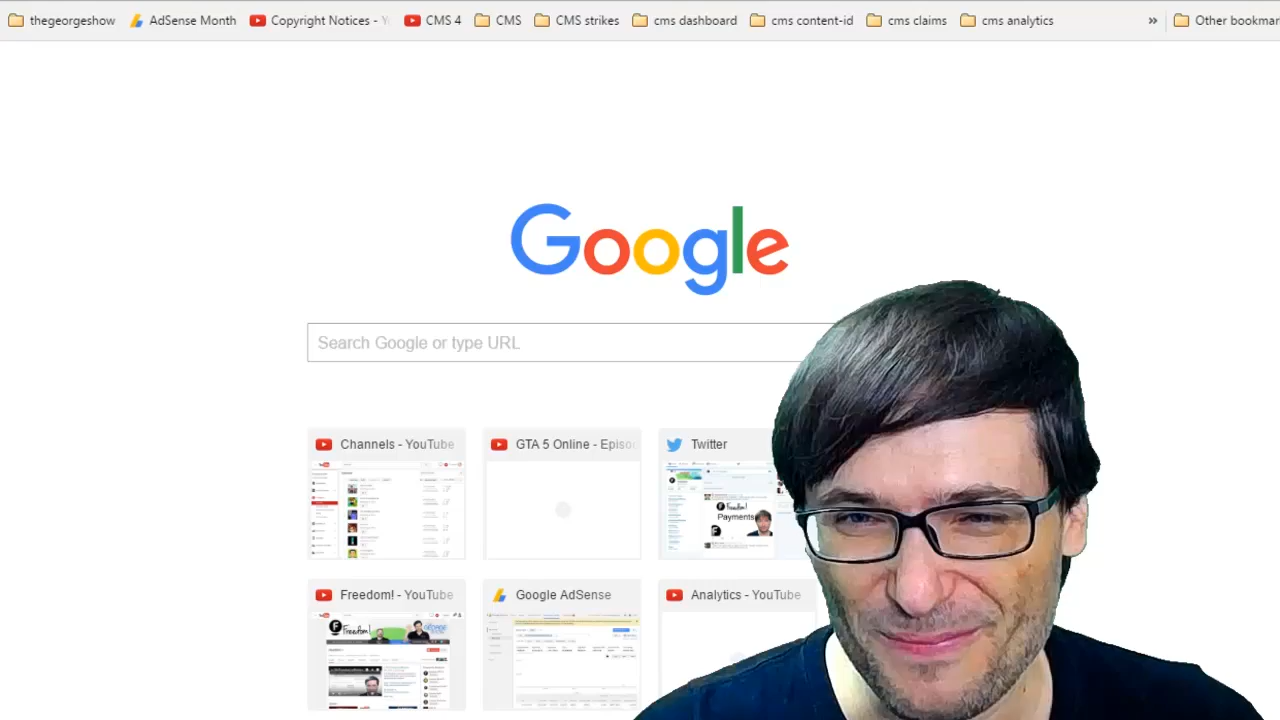 thegeorgeshow AdSense Month Copyright Notices - Y CMS 4 CMS CMS strikes cms dashboard cms content-id cms claims cms analytics » Other bookmar
Google
Search Google or type URL
Channels - YouTube GTA 5 Online - Episo Twitter
Payments
Freedom! - YouTube Google AdSense Analytics - YouTube
Freedom!